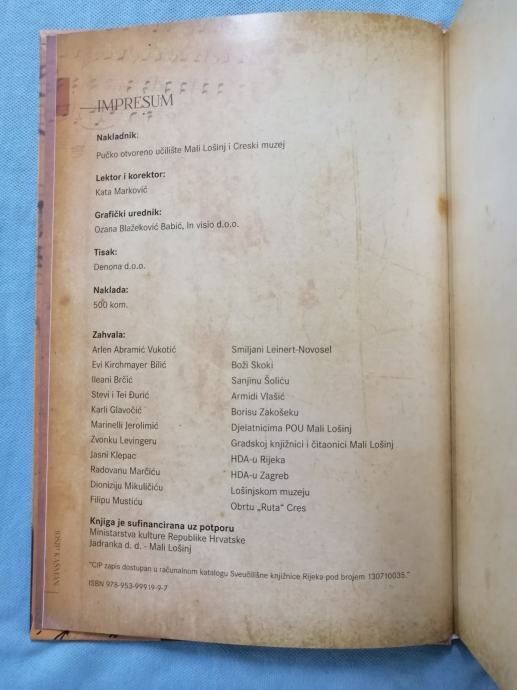 IMPRESUM
Nakladnik:
Pučko otvoreno učilište Mali Lošinj i Creski muzej
Lektor i korektor:
Kata Marković
Grafički urednik:
Ozana Blažeković Babić, In visio d.o.o.
Tisak:
Denona d.o.o.
Naklada:
500 kom.
Zahvala:
Arlen Abramić Vukotić
Evi Kirchmayer Bilić
Ileani Brčić
Stevi i Tei Đurić
Karli Glavočić
Marinelli Jerolimić
Zvonku Levingeru
Jasni Klepac
Radovanu Marčiću
Dioniziju Mikuličiću
Filipu Mustiću
Smiljani Leinert-Novosel
Boži Skoki
Sanjinu Šoliću
Armidi Vlašić
Borisu Zakošeku
Djelatnicima POU Mali Lošinj
Gradskoj knjižnici i čitaonici Mali Lošinj
HDA-u Rijeka
HDA-u Zagreb
Lošinjskom muzeju
Obrtu „Ruta" Cres
Knjiga je sufinancirana uz potporu
Ministarstva kulture Republike Hrvatske
Jadranka d. d. - Mali Lošinj
"CIP zapis dostupan u računalnom katalogu Sveučilišne knjižnice Rijeka pod brojem 130710035."
ISBN 978-953-99919-9-7
JOSIP KAŠMAN